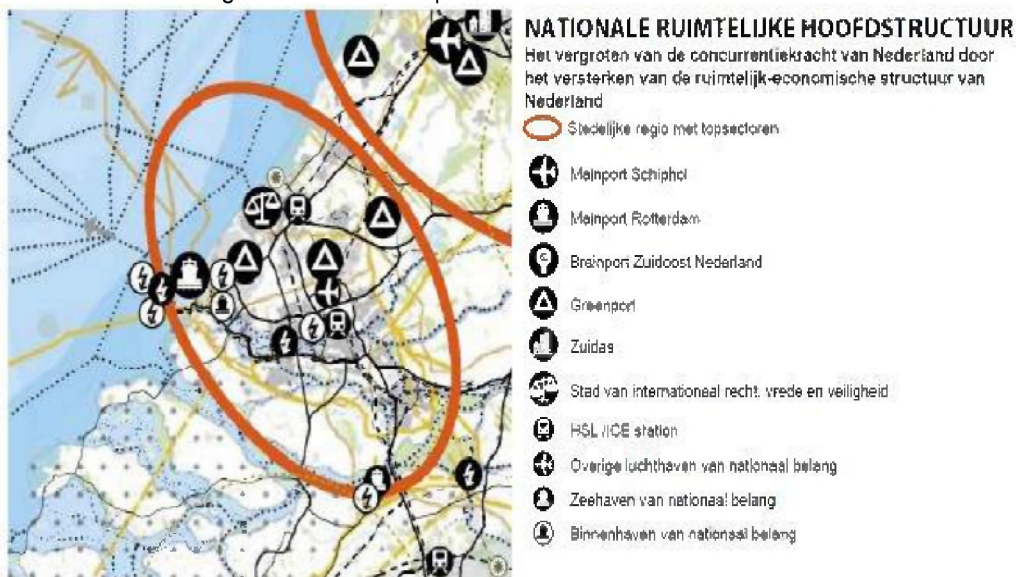 NATIONALE RUIMTELIJKE HOOFDSTRUCTUUR
Het vergroten van de concurrentiekracht van Nederland door
het versterken van de ruimtelijk-economische structuur van
Nederland
Stedelijke regio met topsectoren
Mainport Schiphol
Mainport Rotterdam
Brainport Zuidoost Nederland
Greenport
Zuidas
Stad van internationaal recht, vrede en veiligheid
HSL /ICE station
Overige luchthaven van nationaal belang
Zeehaven van nationaal belang
Binnenhaven van nationaal belang